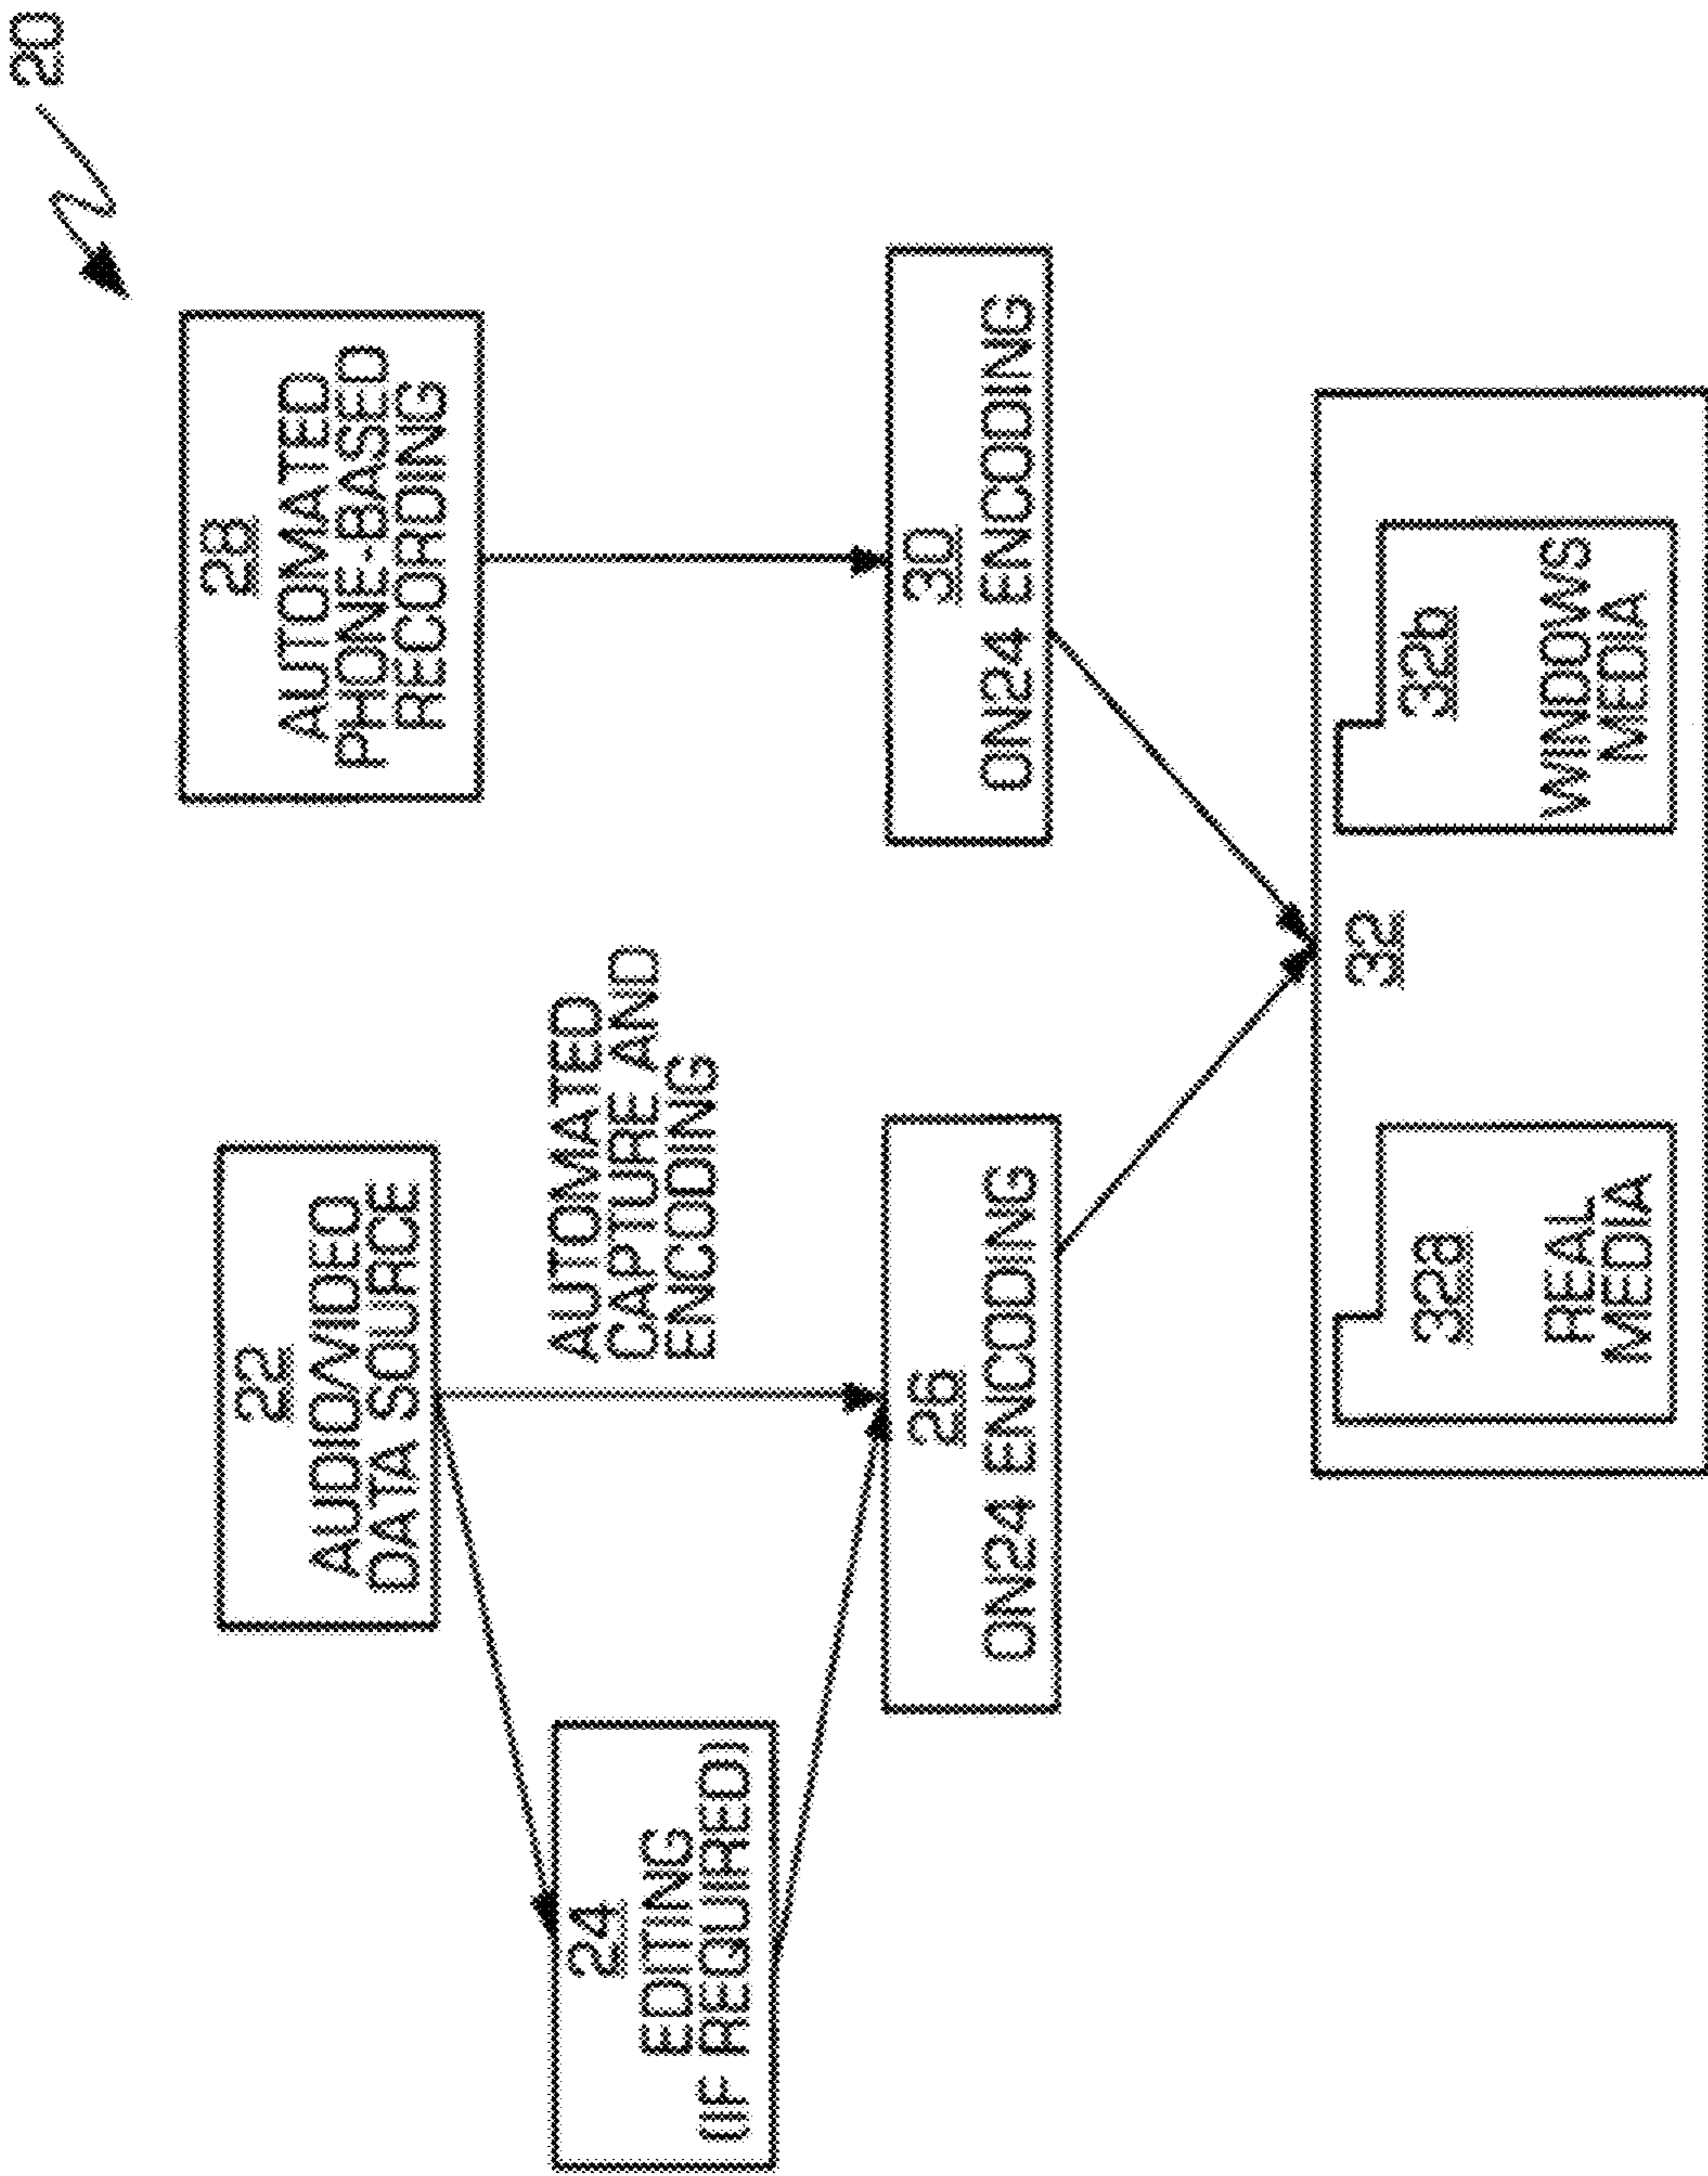 20
22
AUDIO/VIDEO
DATA SOURCE
28
AUTOMATED
PHONE-BASED
RECORDING
24
EDITING
(IF REQUIRED)
AUTOMATED
CAPTURE AND
ENCODING
26
ON24 ENCODING
30
ON24 ENCODING
32
32a
REAL
MEDIA
32b
WINDOWS
MEDIA